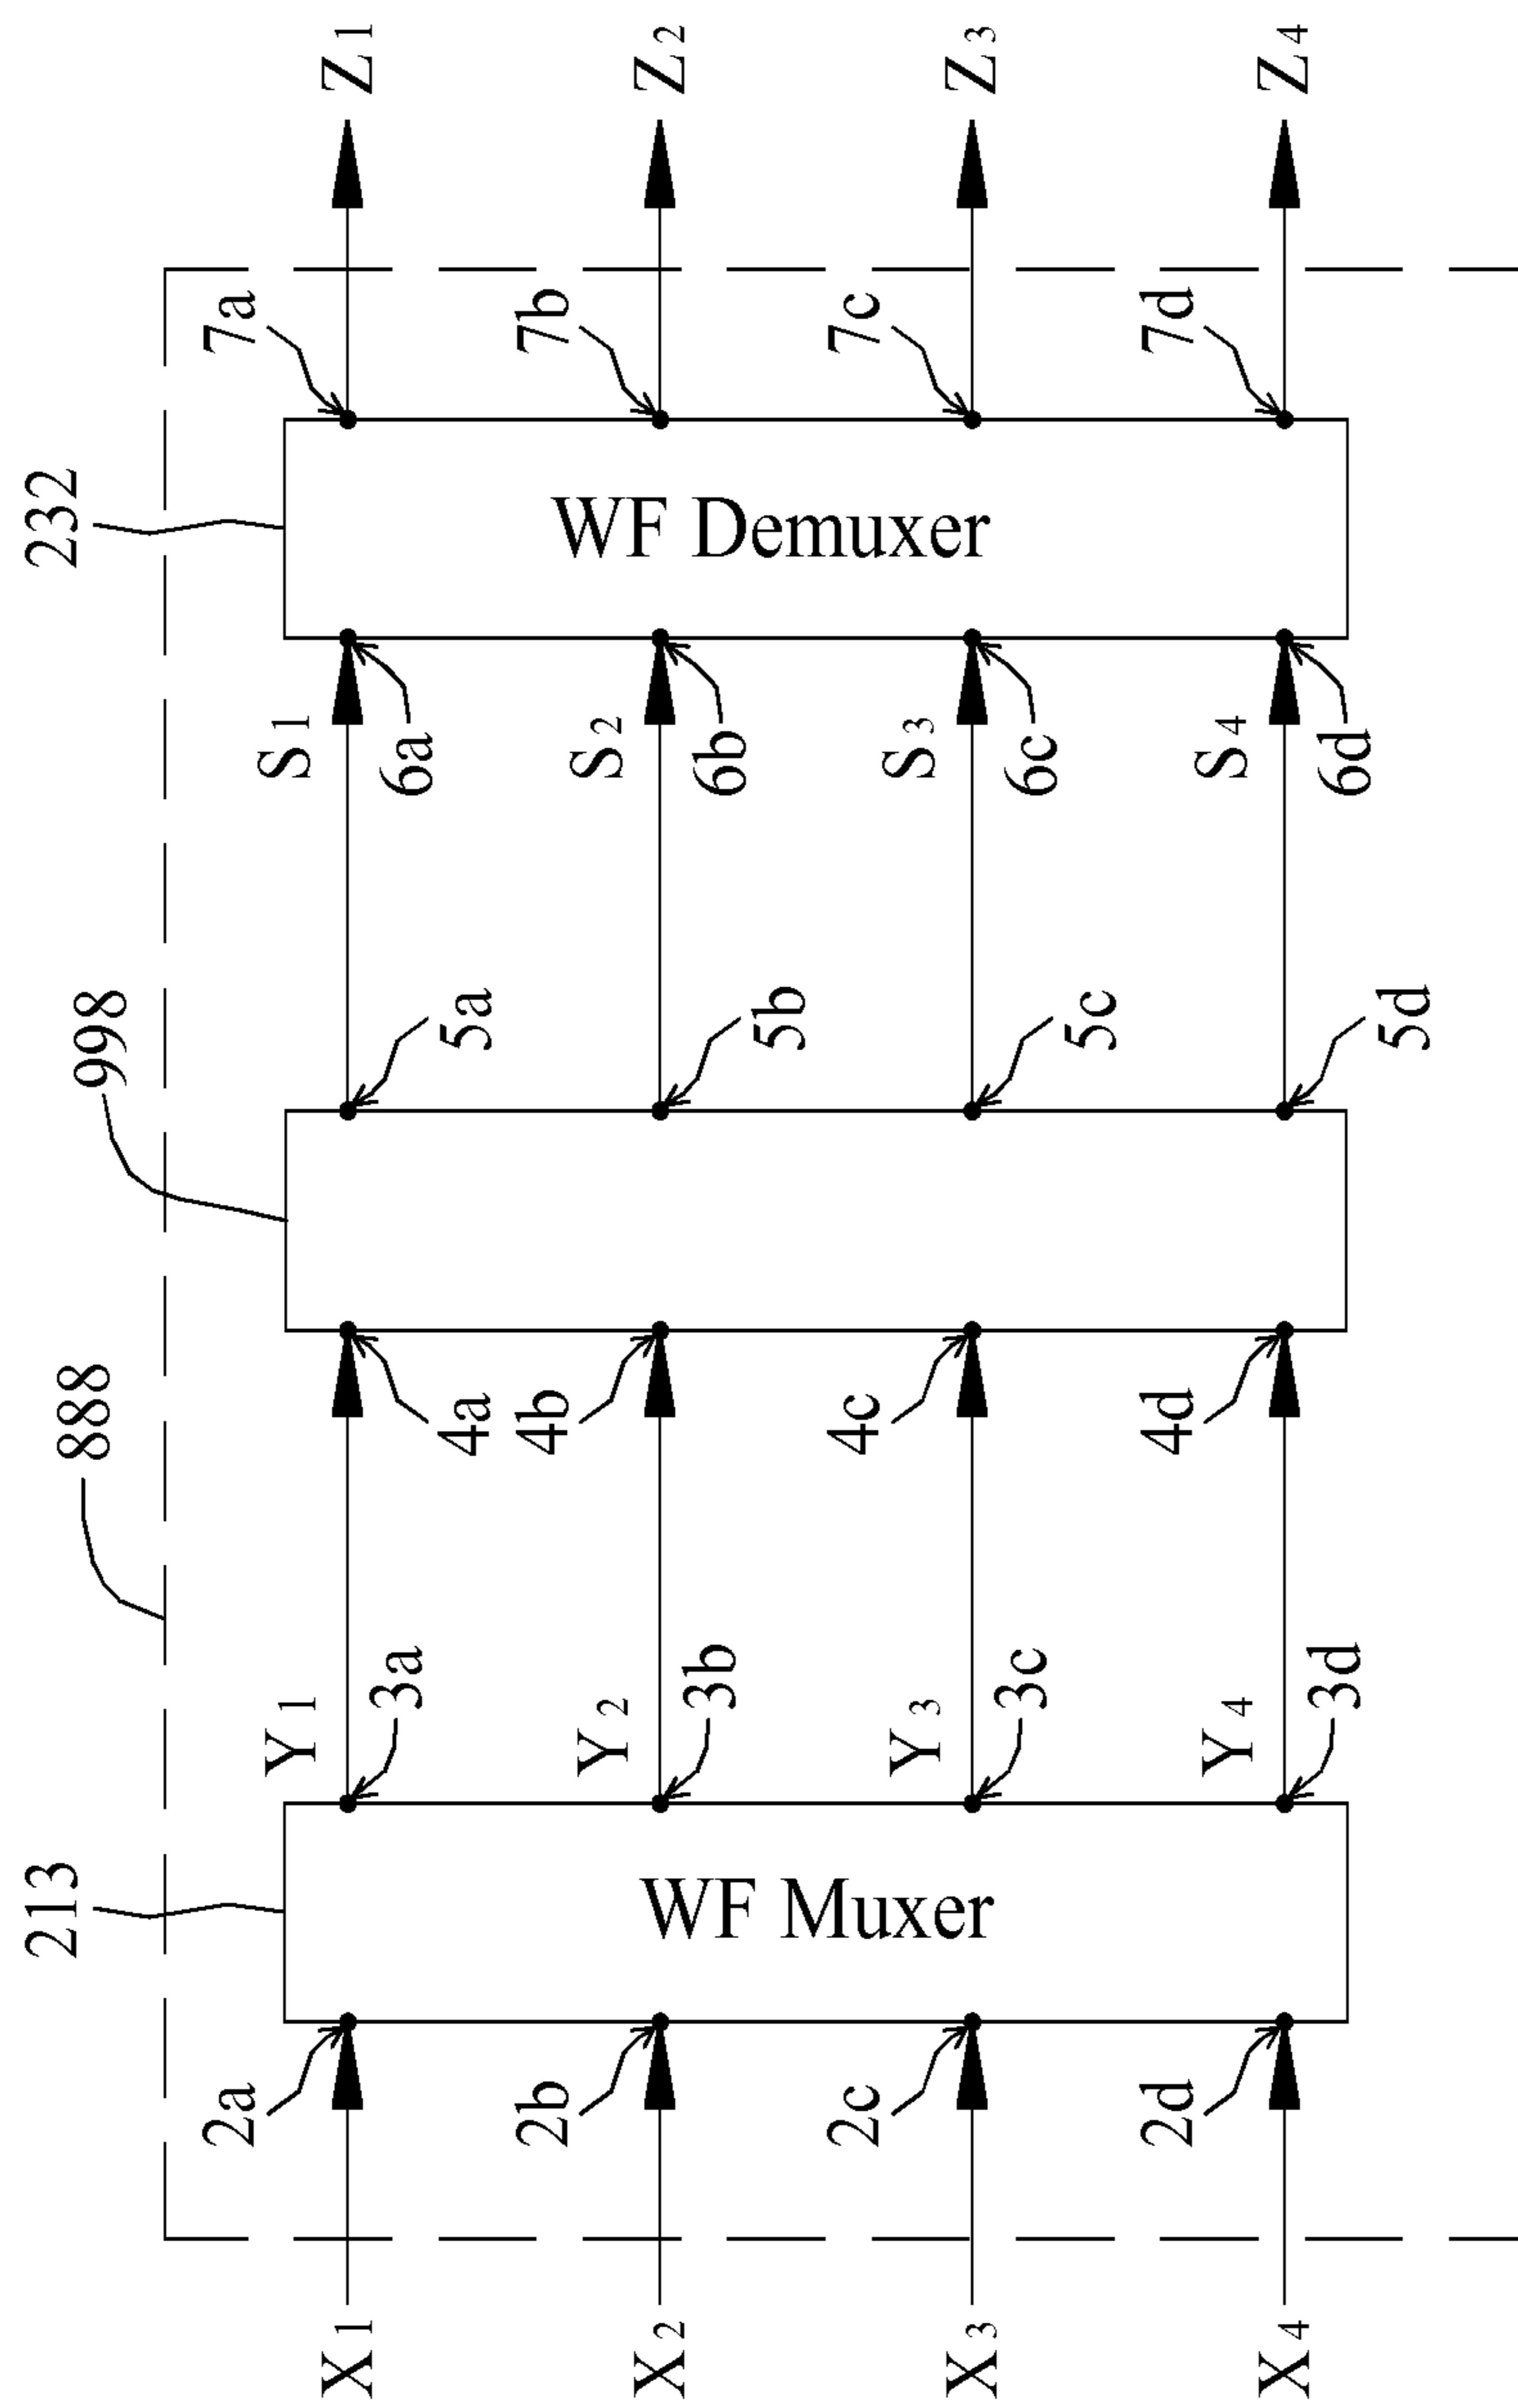 888
213
998
232
WF Muxer
WF Demuxer
X1
2a
Y1
3a
4a
5a
S1
6a
7a
Z1
X2
2b
Y2
3b
4b
5b
S2
6b
7b
Z2
X3
2c
Y3
3c
4c
5c
S3
6c
7c
Z3
X4
2d
Y4
3d
4d
5d
S4
6d
7d
Z4